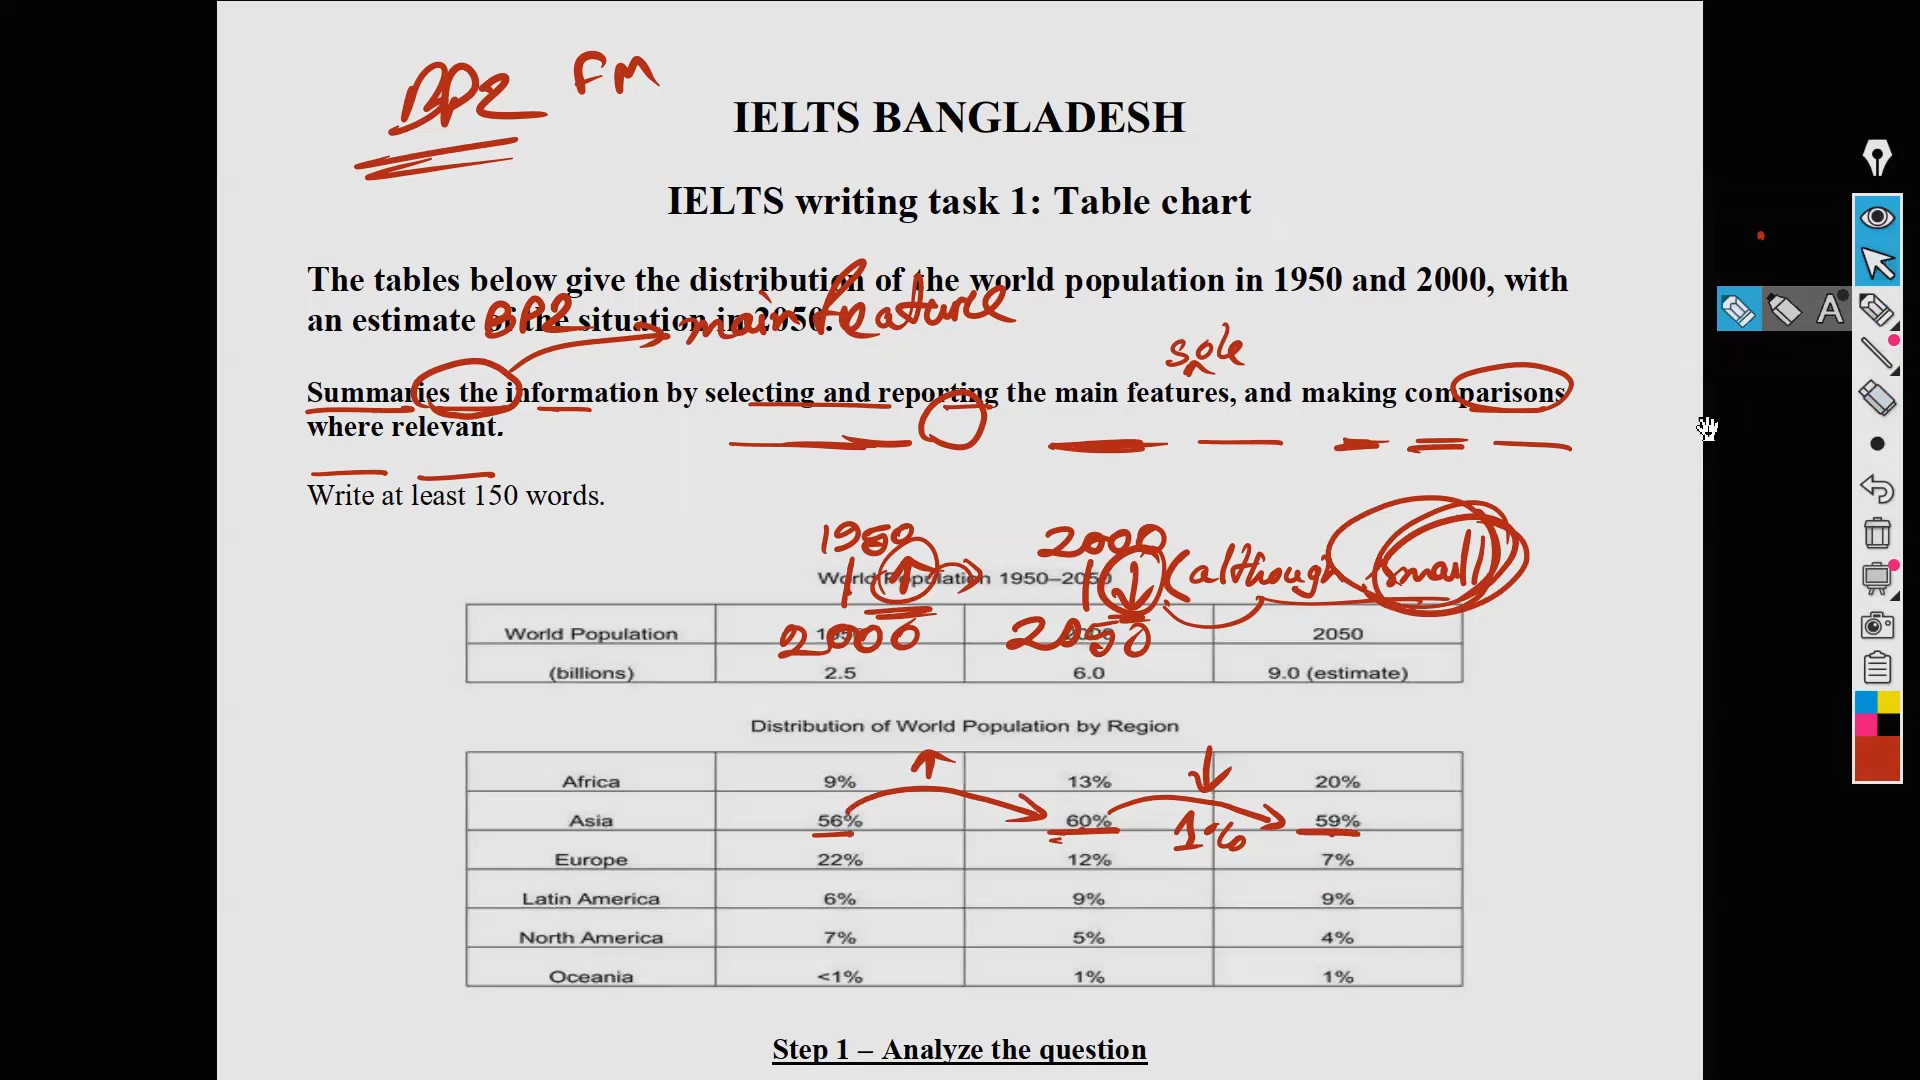 BP2 FM
IELTS BANGLADESH
IELTS writing task 1: Table chart
The tables below give the distribution of the world population in 1950 and 2000, with
an estimate of the situation in 2050.
BP2 main feature
sole
Summaries the information by selecting and reporting the main features, and making comparisons
where relevant.
Write at least 150 words.
1950 2000
(although small)
World Population 1950–2050
World Population 1950 2000 2050
2000 2050
(billions) 2.5 6.0 9.0 (estimate)
Distribution of World Population by Region
Africa 9% 13% 20%
Asia 56% 60% 59%
1%
Europe 22% 12% 7%
Latin America 6% 9% 9%
North America 7% 5% 4%
Oceania <1% 1% 1%
Step 1 – Analyze the question
A